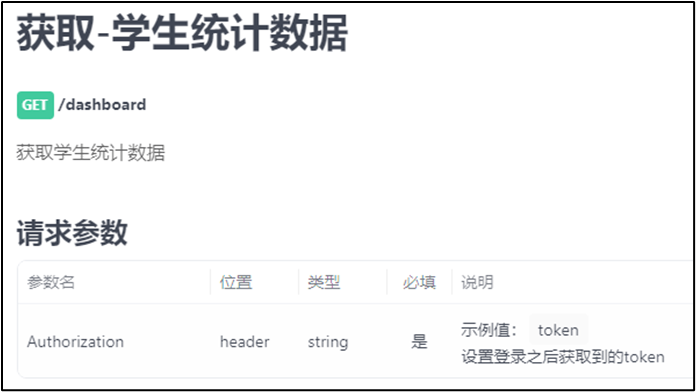 获取-学生统计数据
GET /dashboard
获取学生统计数据
请求参数
参数名 位置 类型 必填 说明
Authorization header string 是 示例值： token
设置登录之后获取到的token